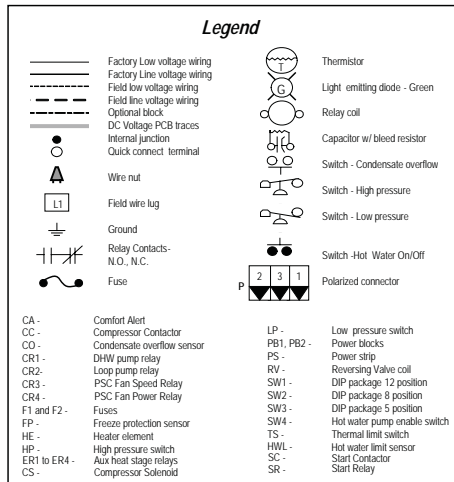 Legend
Factory Low voltage wiring
Factory Line voltage wiring
Field low voltage wiring
Field line voltage wiring
Optional block
DC Voltage PCB traces
Internal junction
Quick connect terminal
Wire nut
L1 Field wire lug
Ground
Relay Contacts-
N.O., N.C.
Fuse
T Thermistor
G Light emitting diode - Green
Relay coil
Capacitor w/ bleed resistor
Switch - Condensate overflow
Switch - High pressure
Switch - Low pressure
Switch -Hot Water On/Off
P 2 3 1 Polarized connector
CA - Comfort Alert
CC - Compressor Contactor
CO - Condensate overflow sensor
CR1 - DHW pump relay
CR2- Loop pump relay
CR3 - PSC Fan Speed Relay
CR4 - PSC Fan Power Relay
F1 and F2 - Fuses
FP - Freeze protection sensor
HE - Heater element
HP - High pressure switch
ER1 to ER4 - Aux heat stage relays
CS - Compressor Solenoid
LP - Low pressure switch
PB1, PB2 - Power blocks
PS - Power strip
RV - Reversing Valve coil
SW1 - DIP package 12 position
SW2 - DIP package 8 position
SW3 - DIP package 5 position
SW4 - Hot water pump enable switch
TS - Thermal limit switch
HWL - Hot water limit sensor
SC - Start Contactor
SR - Start Relay